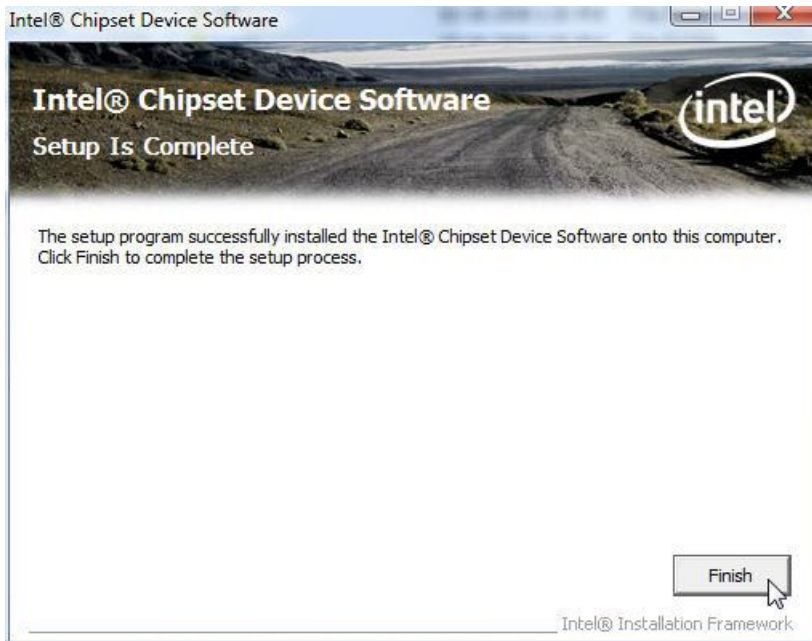 Intel® Chipset Device Software
Intel® Chipset Device Software
intel
Setup Is Complete
The setup program successfully installed the Intel® Chipset Device Software onto this computer.
Click Finish to complete the setup process.
Finish
Intel® Installation Framework